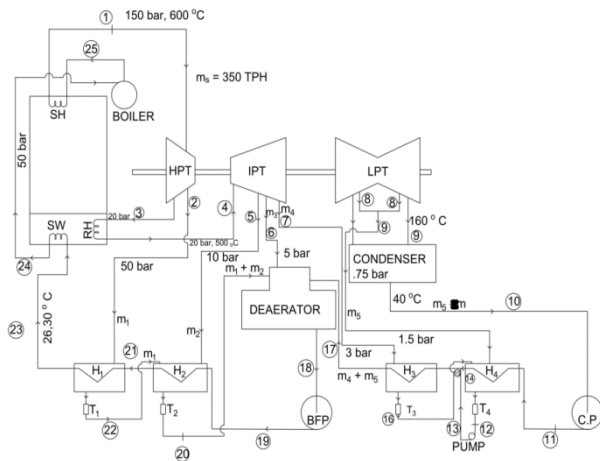 ① 150 bar, 600 °C
㉕
mₛ = 350 TPH
SH
BOILER
50 bar
HPT
IPT
LPT
②
③
20 bar
④
⑤
m₃
m₄
⑥
⑦
⑧
⑧
⑨
⑨
160 °C
SW
RH
20 bar, 500 °C
㉔
50 bar
10 bar
m₁ + m₂
5 bar
CONDENSER
.75 bar
DEAERATOR
40 °C
m₅
⑩
㉓
26,30 ° C
m₁
m₂
m₅
1.5 bar
⑰
3 bar
⑱
m₄ + m₅
㉑
m₁
H₁
H₂
H₃
H₄
⑭
T₁
T₂
T₃
T₄
㉒
⑯
⑬
⑫
PUMP
BFP
C.P
⑳
⑲
⑪